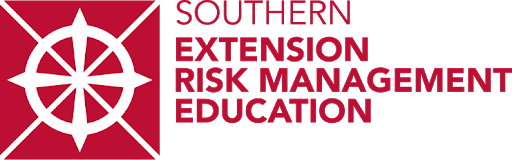 SOUTHERN
EXTENSION
RISK MANAGEMENT
EDUCATION